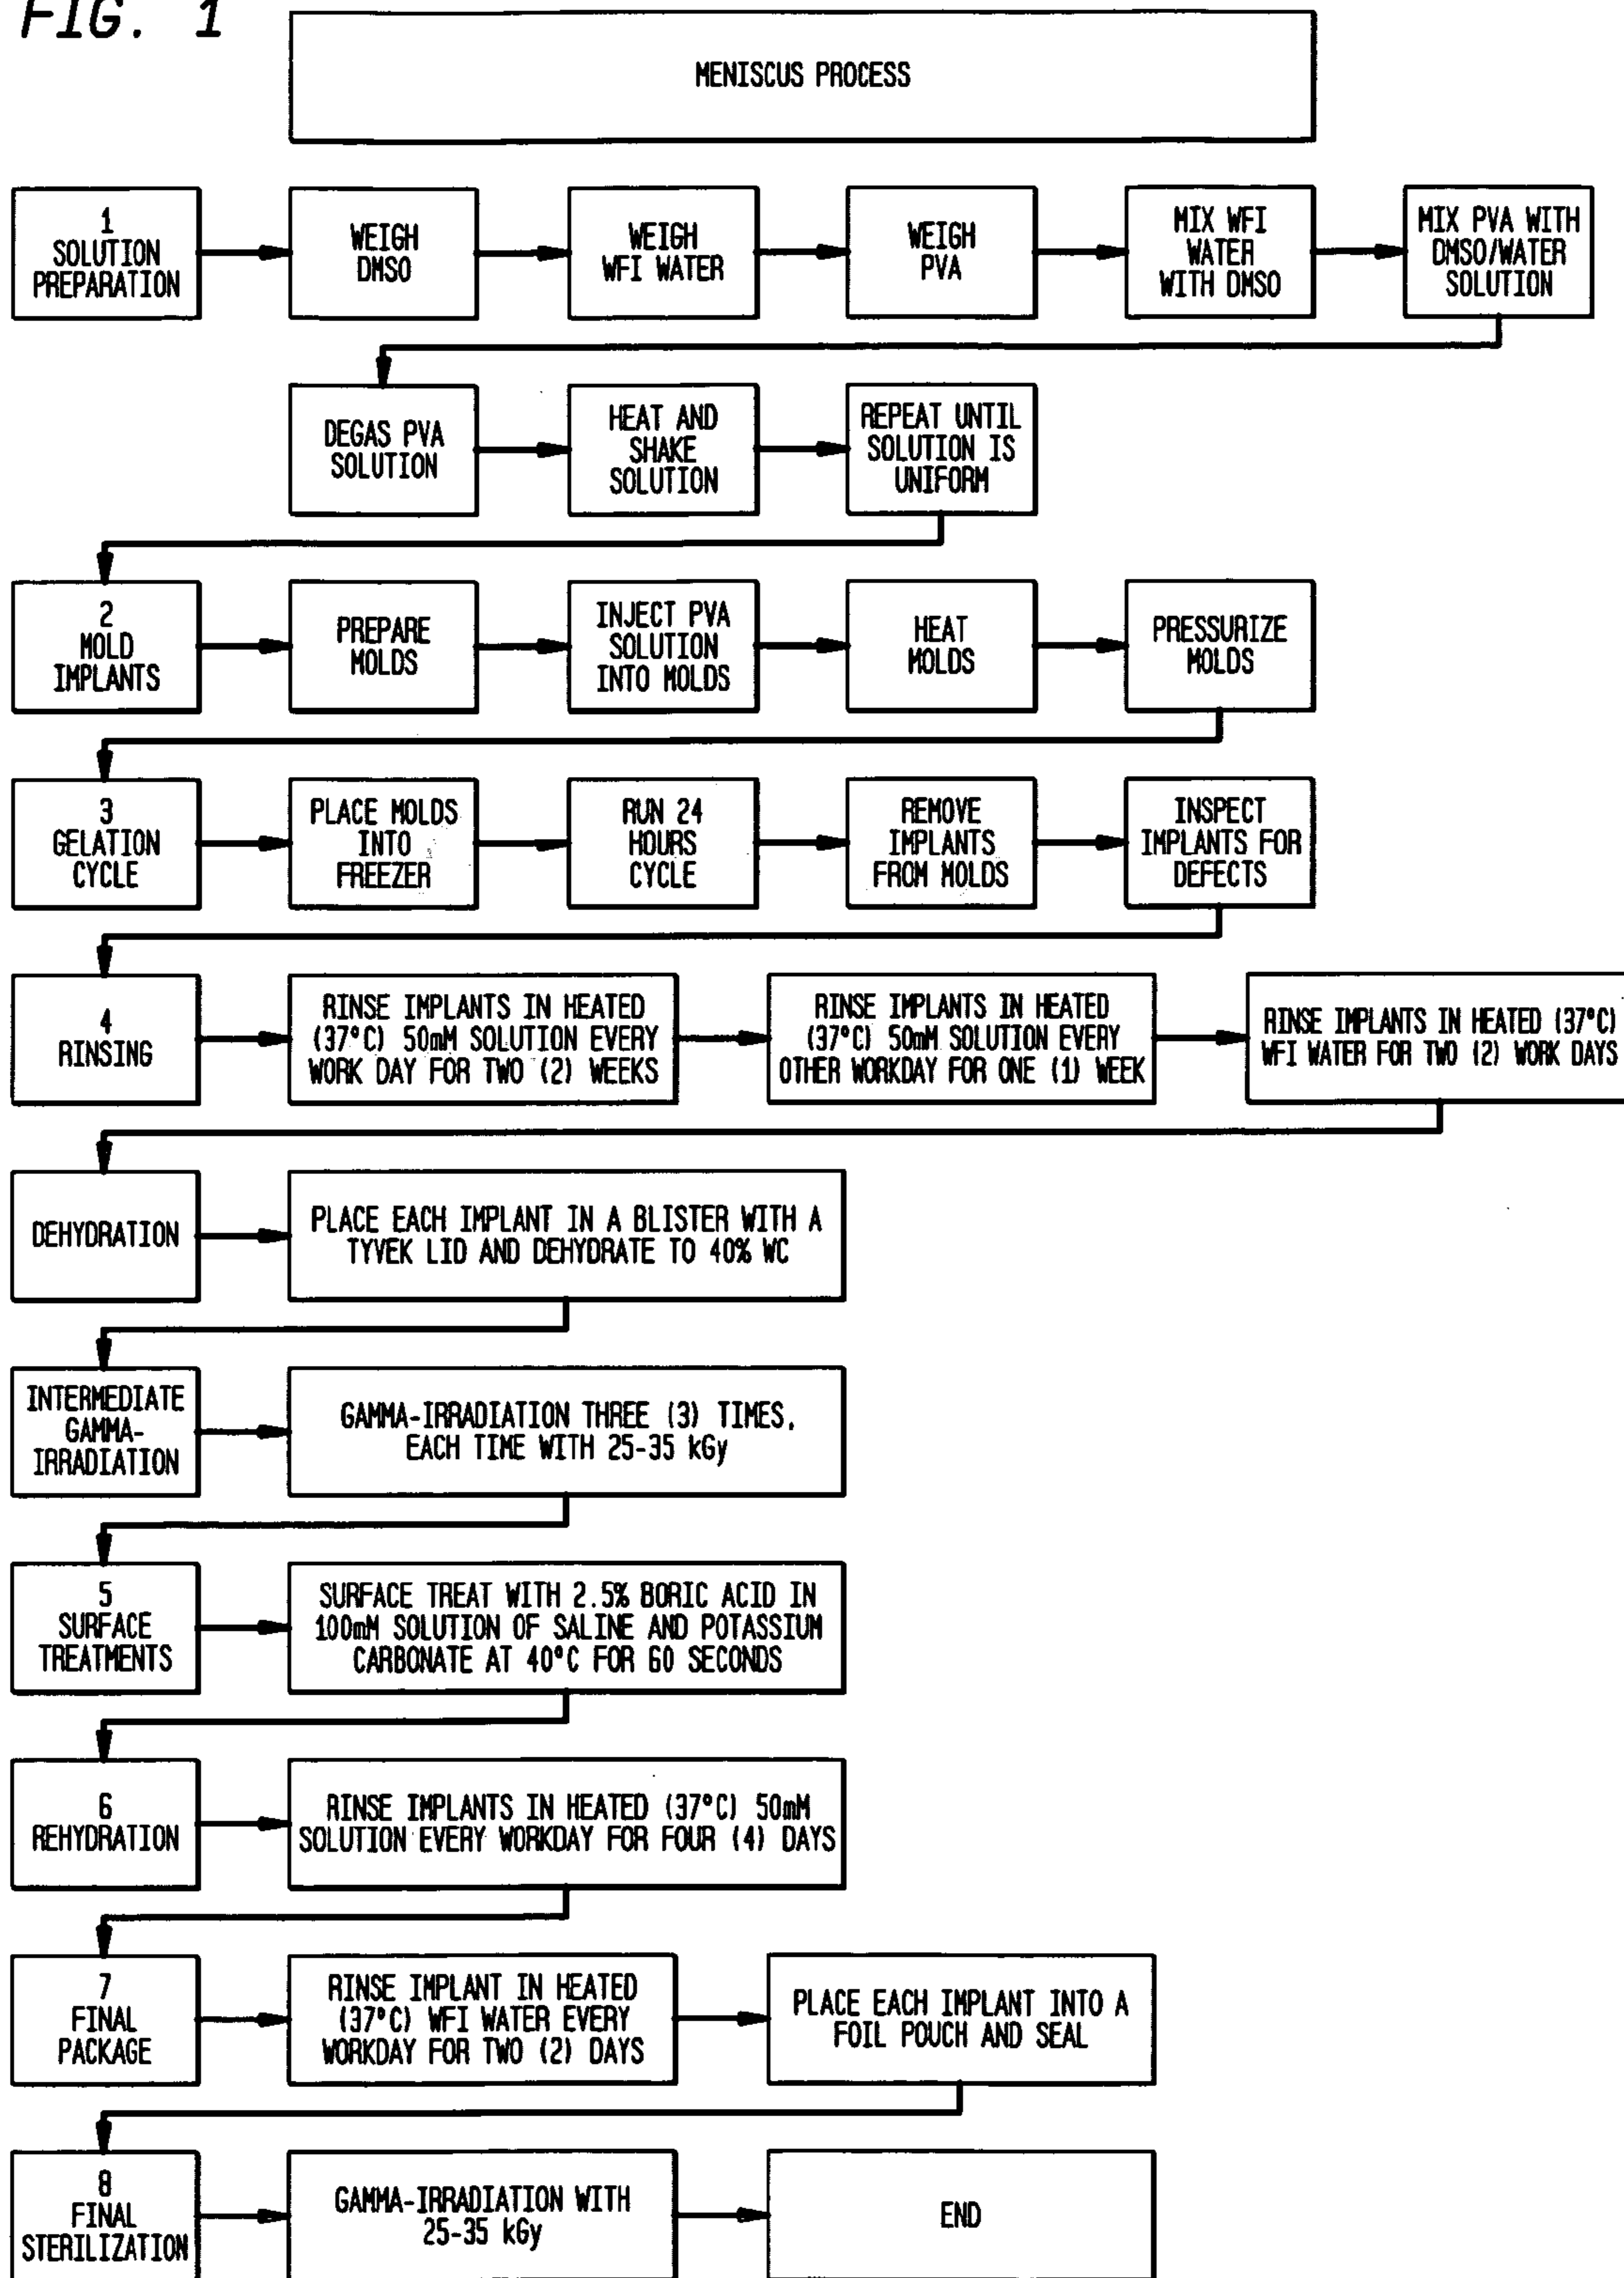 FIG. 1
MENISCUS PROCESS
1
SOLUTION
PREPARATION
WEIGH
DMSO
WEIGH
WFI WATER
WEIGH
PVA
MIX WFI
WATER
WITH DMSO
MIX PVA WITH
DMSO/WATER
SOLUTION
DEGAS PVA
SOLUTION
HEAT AND
SHAKE
SOLUTION
REPEAT UNTIL
SOLUTION IS
UNIFORM
2
MOLD
IMPLANTS
PREPARE
MOLDS
INJECT PVA
SOLUTION
INTO MOLDS
HEAT
MOLDS
PRESSURIZE
MOLDS
3
GELATION
CYCLE
PLACE MOLDS
INTO
FREEZER
RUN 24
HOURS
CYCLE
REMOVE
IMPLANTS
FROM MOLDS
INSPECT
IMPLANTS FOR
DEFECTS
4
RINSING
RINSE IMPLANTS IN HEATED
(37°C) 50mM SOLUTION EVERY
WORK DAY FOR TWO (2) WEEKS
RINSE IMPLANTS IN HEATED
(37°C) 50mM SOLUTION EVERY
OTHER WORKDAY FOR ONE (1) WEEK
RINSE IMPLANTS IN HEATED (37°C)
WFI WATER FOR TWO (2) WORK DAYS
DEHYDRATION
PLACE EACH IMPLANT IN A BLISTER WITH A
TYVEK LID AND DEHYDRATE TO 40% WC
INTERMEDIATE
GAMMA-
IRRADIATION
GAMMA-IRRADIATION THREE (3) TIMES,
EACH TIME WITH 25-35 kGy
5
SURFACE
TREATMENTS
SURFACE TREAT WITH 2.5% BORIC ACID IN
100mM SOLUTION OF SALINE AND POTASSIUM
CARBONATE AT 40°C FOR 60 SECONDS
6
REHYDRATION
RINSE IMPLANTS IN HEATED (37°C) 50mM
SOLUTION EVERY WORKDAY FOR FOUR (4) DAYS
7
FINAL
PACKAGE
RINSE IMPLANT IN HEATED
(37°C) WFI WATER EVERY
WORKDAY FOR TWO (2) DAYS
PLACE EACH IMPLANT INTO A
FOIL POUCH AND SEAL
8
FINAL
STERILIZATION
GAMMA-IRRADIATION WITH
25-35 kGy
END